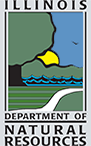 ILLINOIS
DEPARTMENT OF
NATURAL
RESOURCES